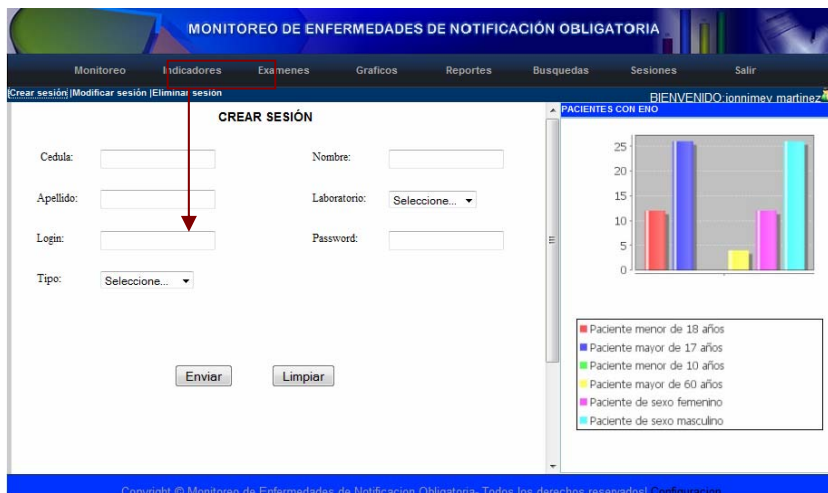 MONITOREO DE ENFERMEDADES DE NOTIFICACIÓN OBLIGATORIA
Monitoreo Indicadores Examenes Graficos Reportes Busquedas Sesiones Salir
Crear sesión |Modificar sesión |Eliminar sesión
BIENVENIDO:jonnimey martinez
CREAR SESIÓN
Cedula: Nombre:
Apellido: Laboratorio: Seleccione...
Login: Password:
Tipo: Seleccione...
Enviar Limpiar
PACIENTES CON ENO
25
20
15
10
5
0
Paciente menor de 18 años
Paciente mayor de 17 años
Paciente menor de 10 años
Paciente mayor de 60 años
Paciente de sexo femenino
Paciente de sexo masculino
Copyright © Monitoreo de Enfermedades de Notificacion Obligatoria- Todos los derechos reservados| Configuracion